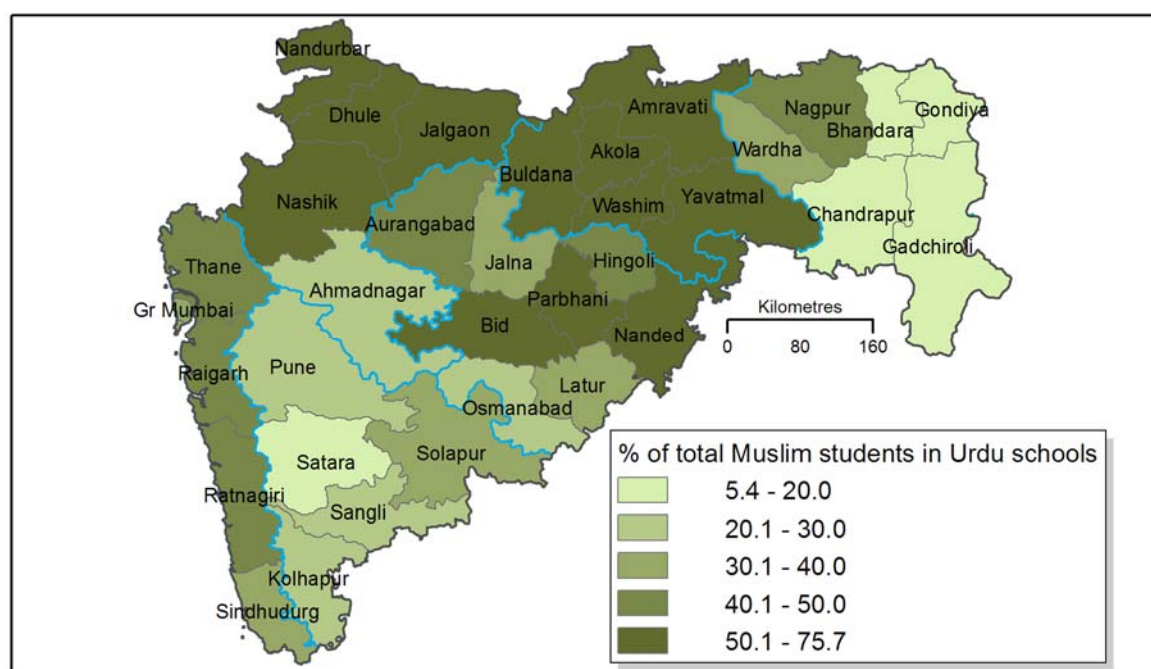 Nandurbar
Dhule
Jalgaon
Amravati
Nagpur
Gondiya
Bhandara
Akola
Wardha
Buldana
Nashik
Washim
Yavatmal
Chandrapur
Aurangabad
Gadchiroli
Jalna
Hingoli
Thane
Ahmadnagar
Parbhani
Gr Mumbai
Bid
Nanded
Kilometres
0 80 160
Pune
Raigarh
Latur
Osmanabad
Solapur
Satara
Ratnagiri
Sangli
Kolhapur
Sindhudurg
% of total Muslim students in Urdu schools
5.4 - 20.0
20.1 - 30.0
30.1 - 40.0
40.1 - 50.0
50.1 - 75.7